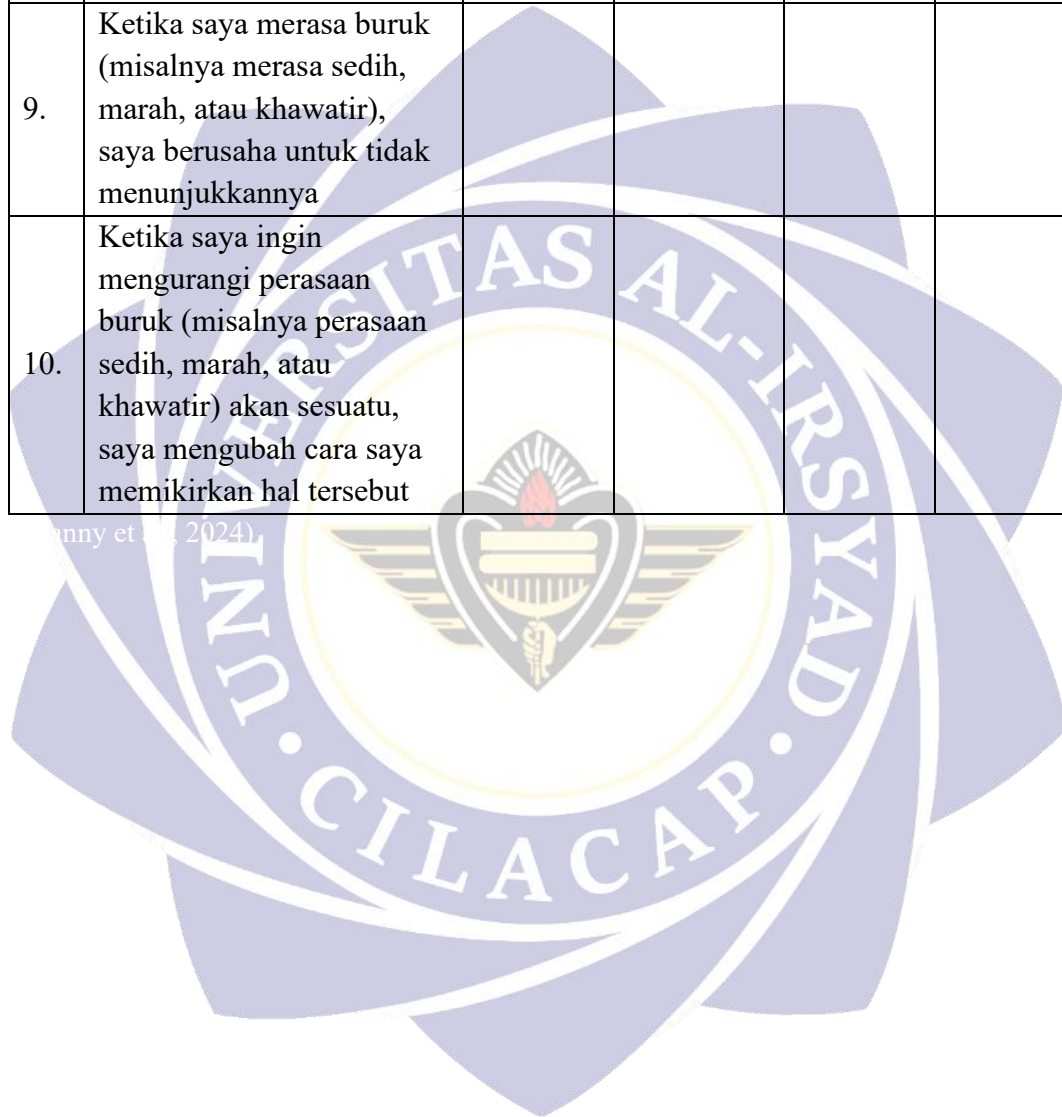 9.
Ketika saya merasa buruk
(misalnya merasa sedih,
marah, atau khawatir),
saya berusaha untuk tidak
menunjukkannya
10.
Ketika saya ingin
mengurangi perasaan
buruk (misalnya perasaan
sedih, marah, atau
khawatir) akan sesuatu,
saya mengubah cara saya
memikirkan hal tersebut
et 2024)
UNIVERSITAS AL-IRSYAD
CILACAP